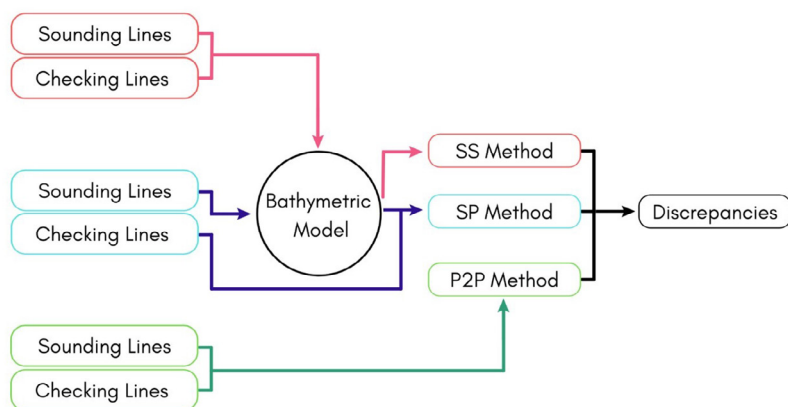 Sounding Lines
Checking Lines
Sounding Lines
Checking Lines
Sounding Lines
Checking Lines
Bathymetric
Model
SS Method
SP Method
P2P Method
Discrepancies